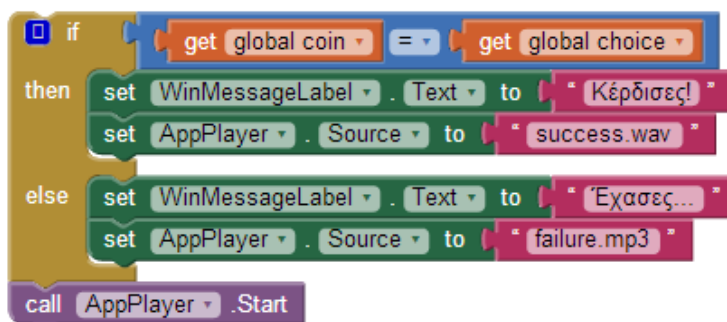 if get global coin = get global choice
then set WinMessageLabel . Text to " Κέρδισες! "
set AppPlayer . Source to " success.wav "
else set WinMessageLabel . Text to " Έχασες... "
set AppPlayer . Source to " failure.mp3 "
call AppPlayer .Start